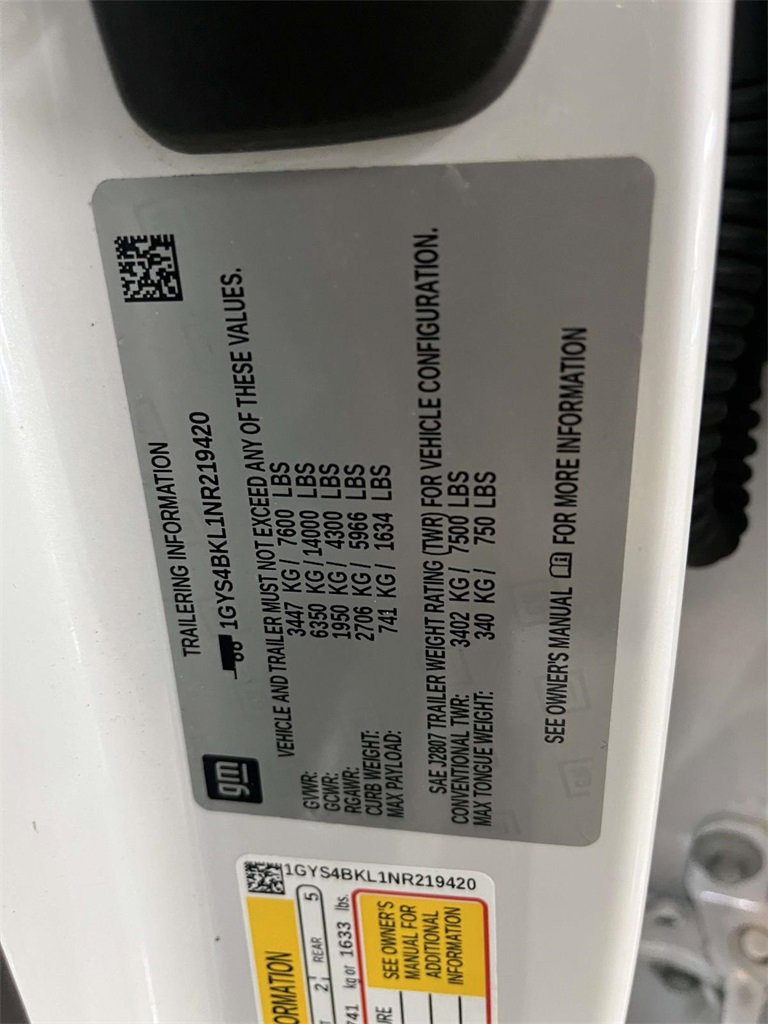 gm
TRAILERING INFORMATION
1GYS4BKL1NR219420
VEHICLE AND TRAILER MUST NOT EXCEED ANY OF THESE VALUES.
GVWR: 3447 KG / 7600 LBS
GCWR: 6350 KG / 14000 LBS
RGAWR: 1950 KG / 4300 LBS
CURB WEIGHT: 2706 KG / 5966 LBS
MAX PAYLOAD: 741 KG / 1634 LBS
SAE J2807 TRAILER WEIGHT RATING (TWR) FOR VEHICLE CONFIGURATION.
CONVENTIONAL TWR: 3402 KG / 7500 LBS
MAX TONGUE WEIGHT: 340 KG / 750 LBS
SEE OWNER'S MANUAL FOR MORE INFORMATION
1GYS4BKL1NR219420
ORMATION
2 REAR 5
741 kg or 1633 lbs.
SEE OWNER'S
MANUAL FOR
ADDITIONAL
INFORMATION